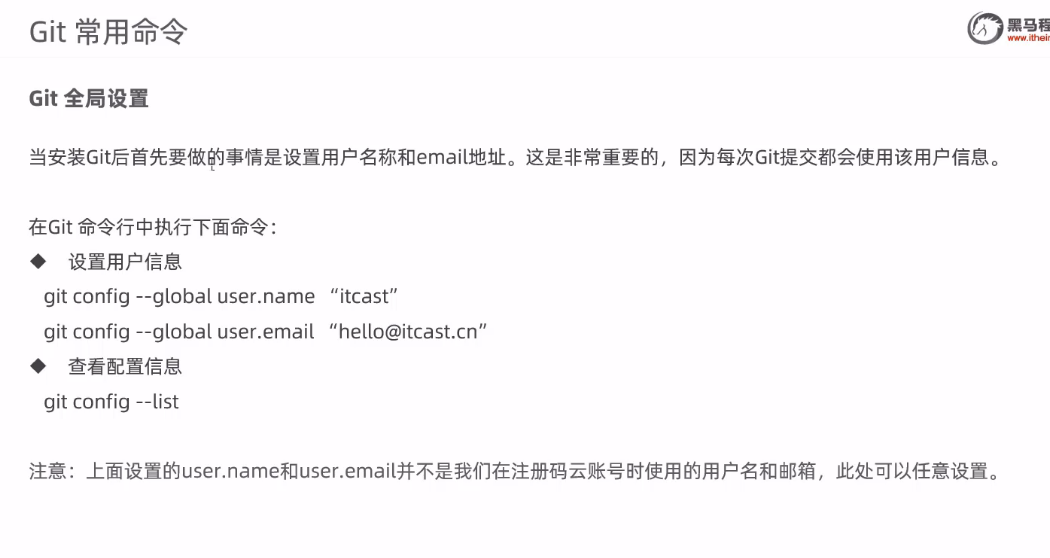 Git 常用命令
黑马程
www.itheim
Git 全局设置
当安装Git后首先要做的事情是设置用户名称和email地址。这是非常重要的，因为每次Git提交都会使用该用户信息。
在Git 命令行中执行下面命令：
◆ 设置用户信息
git config --global user.name “itcast”
git config --global user.email “hello@itcast.cn”
◆ 查看配置信息
git config --list
注意：上面设置的user.name和user.email并不是我们在注册码云账号时使用的用户名和邮箱，此处可以任意设置。